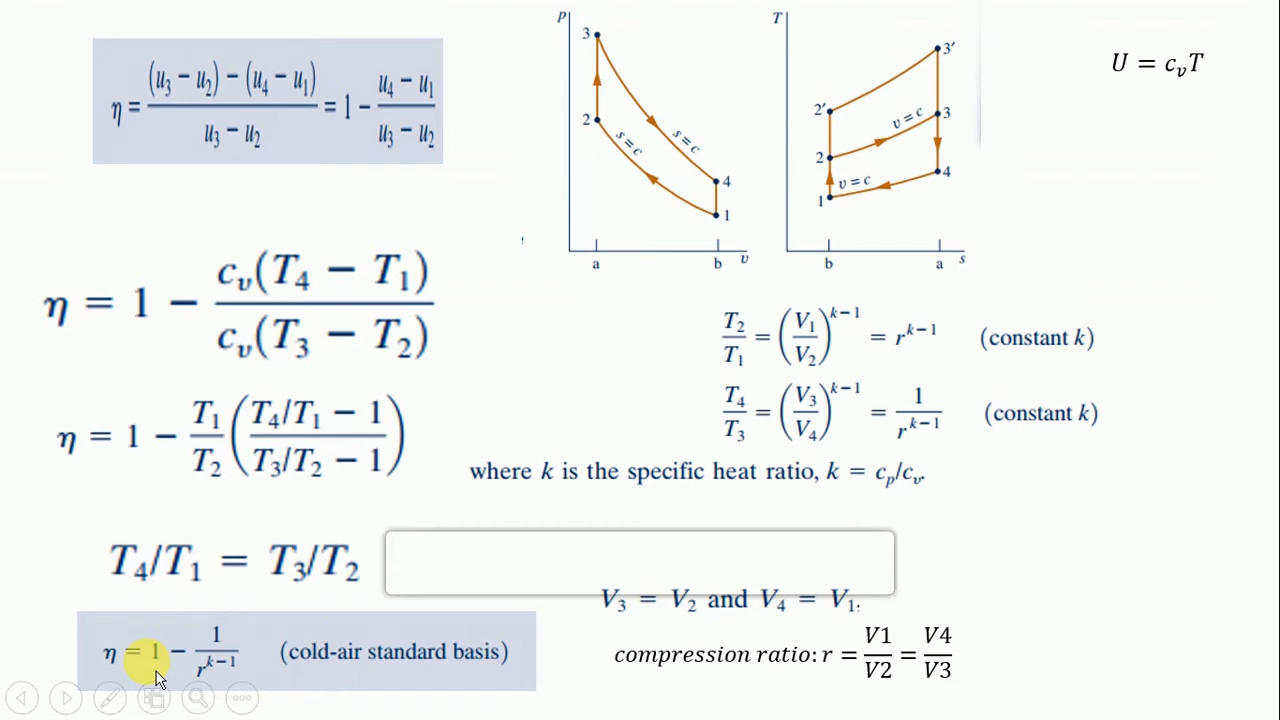 η = (u₃ − u₂) − (u₄ − u₁) / u₃ − u₂ = 1 − u₄ − u₁ / u₃ − u₂
p
3
2
s = c
s = c
4
1
a
b
v
T
3′
2′
v = c
3
2
v = c
4
1
b
a
s
U = cᵥT
η = 1 − cᵥ(T₄ − T₁) / cᵥ(T₃ − T₂)
T₂/T₁ = (V₁/V₂)ᵏ⁻¹ = rᵏ⁻¹ (constant k)
η = 1 − T₁/T₂ (T₄/T₁ − 1 / T₃/T₂ − 1)
T₄/T₃ = (V₃/V₄)ᵏ⁻¹ = 1/rᵏ⁻¹ (constant k)
where k is the specific heat ratio, k = cₚ/cᵥ.
T₄/T₁ = T₃/T₂
V₃ = V₂ and V₄ = V₁.
η = 1 − 1/rᵏ⁻¹ (cold-air standard basis)
compression ratio: r = V1/V2 = V4/V3